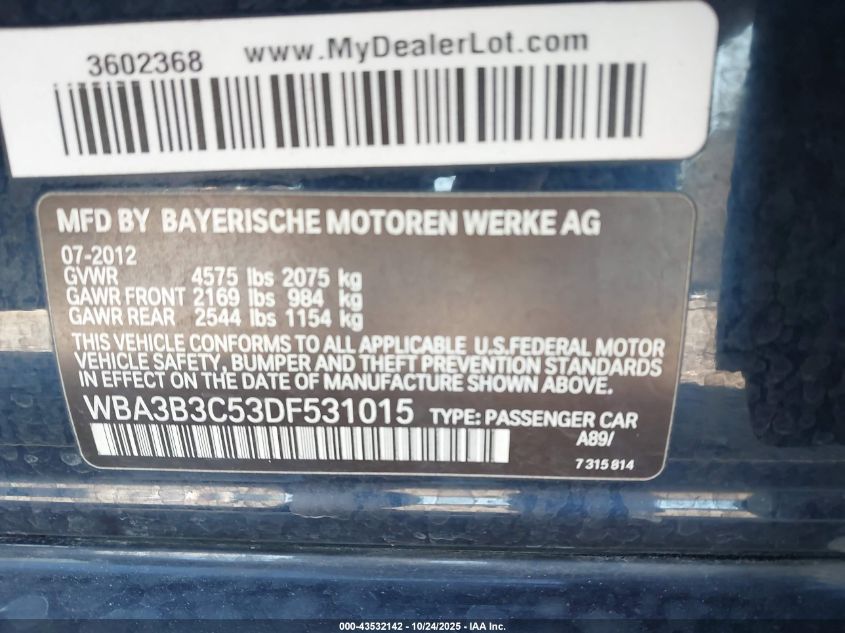 3602368 www.MyDealerLot.com
MFD BY BAYERISCHE MOTOREN WERKE AG
07-2012
GVWR 4575 lbs 2075 kg
GAWR FRONT 2169 lbs 984 kg
GAWR REAR 2544 lbs 1154 kg
THIS VEHICLE CONFORMS TO ALL APPLICABLE U.S.FEDERAL MOTOR
VEHICLE SAFETY, BUMPER AND THEFT PREVENTION STANDARDS
IN EFFECT ON THE DATE OF MANUFACTURE SHOWN ABOVE.
WBA3B3C53DF531015 TYPE: PASSENGER CAR
A89/
7 315 814
000-43532142 - 10/24/2025 - IAA Inc.